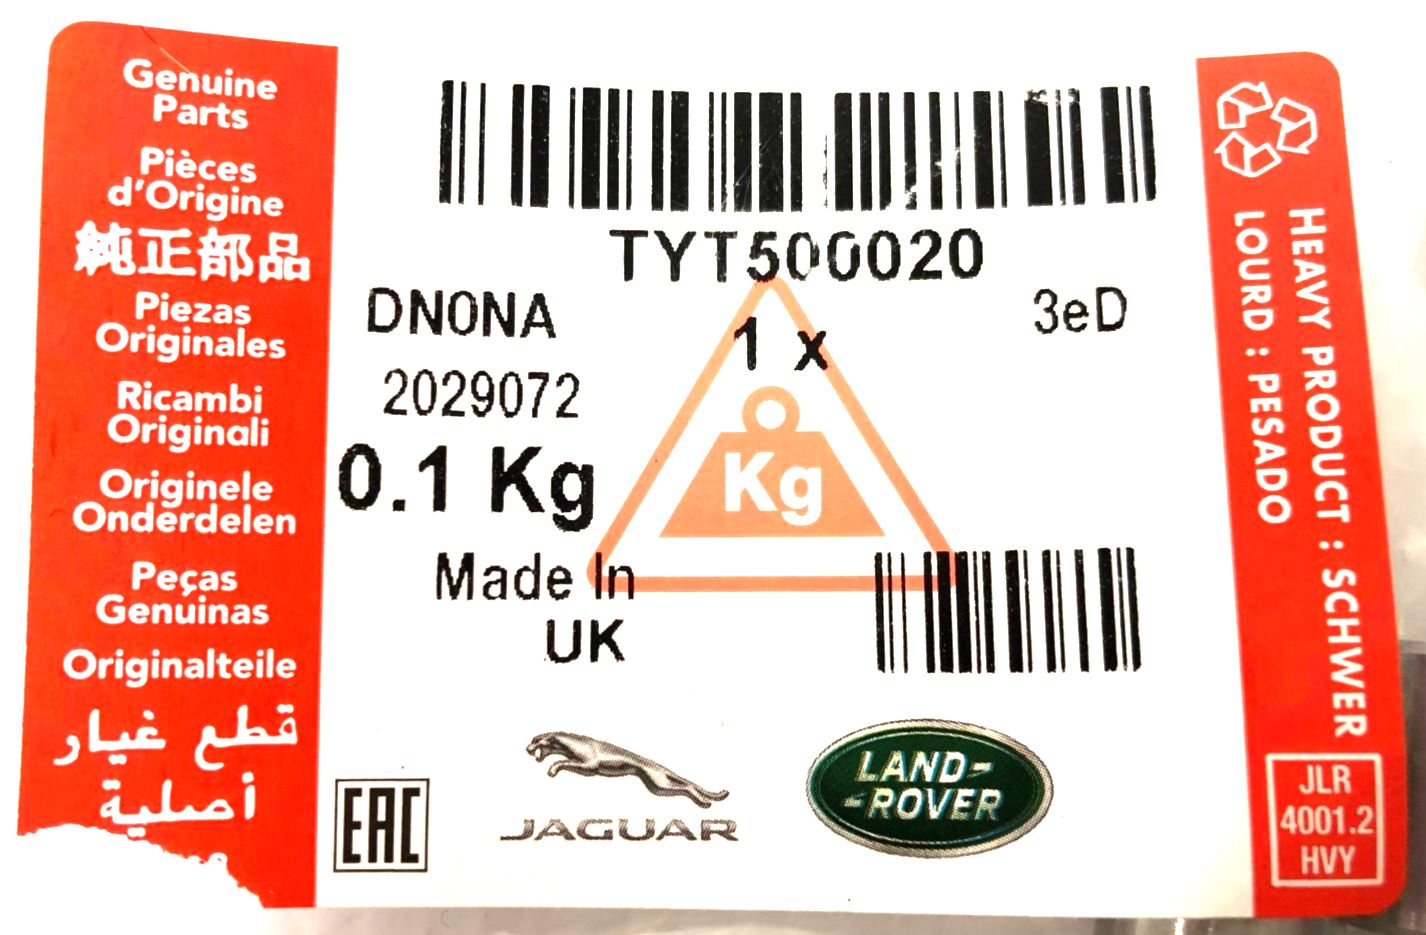 Genuine
Parts
Pièces
d'Origine
純正部品
Piezas
Originales
Ricambi
Originali
Originele
Onderdelen
Peças
Genuinas
Originalteile
قطع غيار
أصلية
TYT500020
DN0NA
1 x
3eD
2029072
0.1 Kg
Kg
Made In
UK
EAC
JAGUAR
LAND-
-ROVER
HEAVY PRODUCT : SCHWER
LOURD : PESADO
JLR
4001.2
HVY